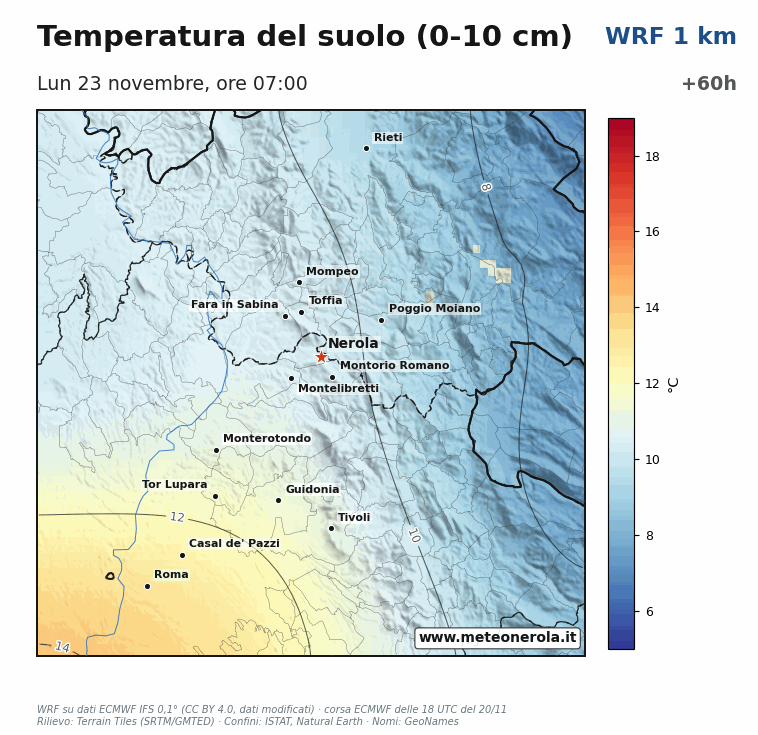 Temperatura del suolo (0-10 cm)
WRF 1 km
Lun 23 novembre, ore 07:00
+60h
Rieti
8
Mompeo
Fara in Sabina
Toffia
Poggio Moiano
Nerola
Montorio Romano
Montelibretti
Monterotondo
Tor Lupara
Guidonia
12
Tivoli
10
Casal de' Pazzi
Roma
14
www.meteonerola.it
18
16
14
12
10
8
6
°C
WRF su dati ECMWF IFS 0,1° (CC BY 4.0, dati modificati) · corsa ECMWF delle 18 UTC del 20/11
Rilievo: Terrain Tiles (SRTM/GMTED) · Confini: ISTAT, Natural Earth · Nomi: GeoNames